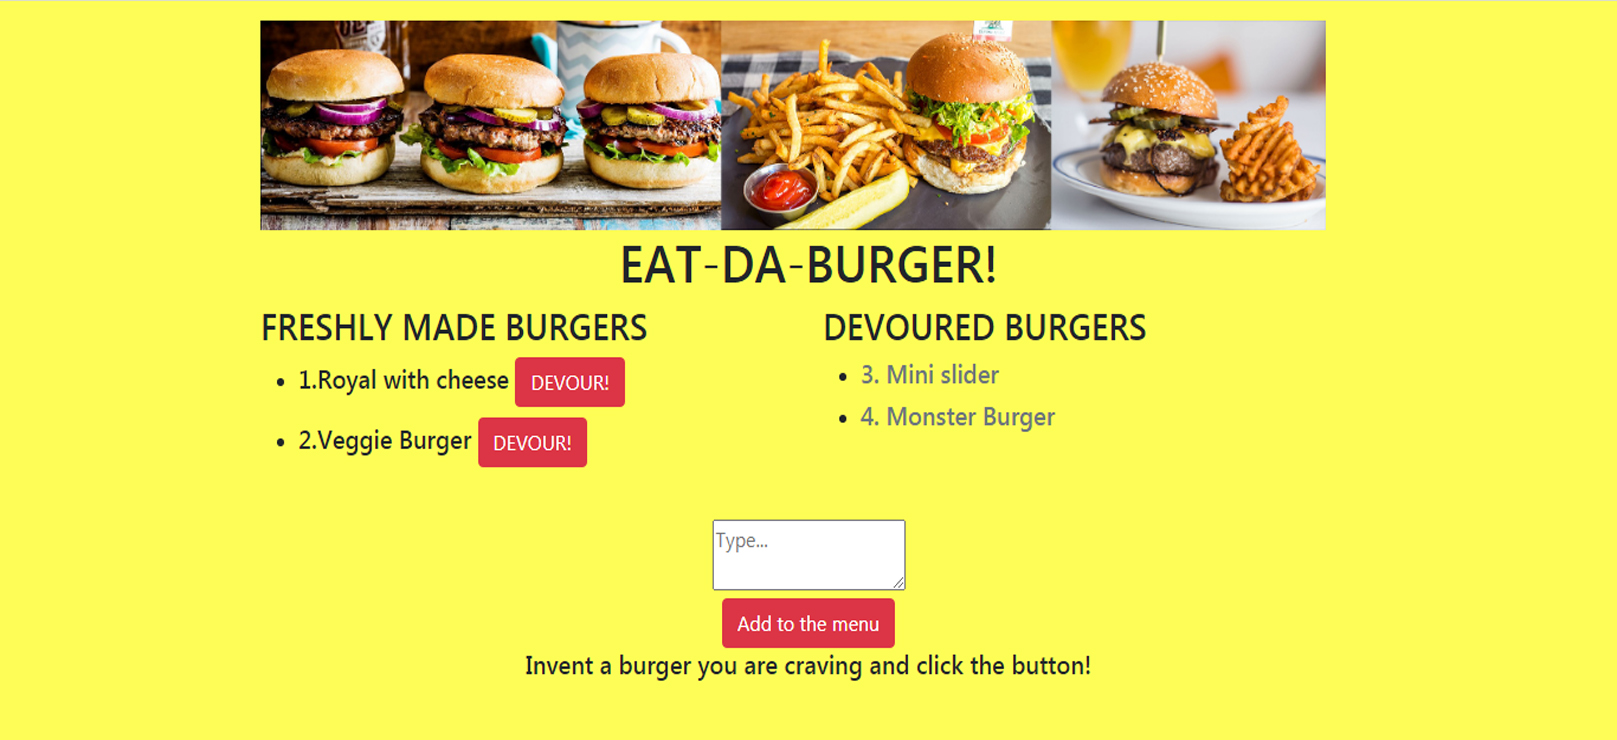 EAT-DA-BURGER!
FRESHLY MADE BURGERS
1.Royal with cheese DEVOUR!
2.Veggie Burger DEVOUR!
DEVOURED BURGERS
3. Mini slider
4. Monster Burger
Type...
Add to the menu
Invent a burger you are craving and click the button!